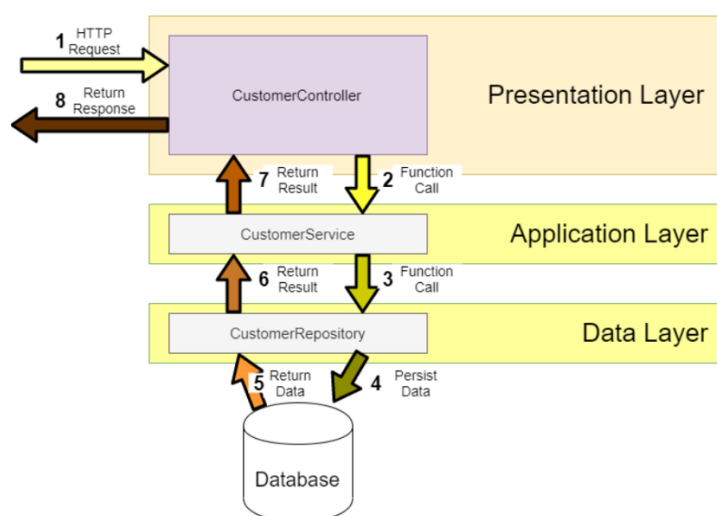 1 HTTP
Request
8 Return
Response
CustomerController
Presentation Layer
7 Return
Result
2 Function
Call
CustomerService
Application Layer
6 Return
Result
3 Function
Call
CustomerRepository
Data Layer
5 Return
Data
4 Persist
Data
Database